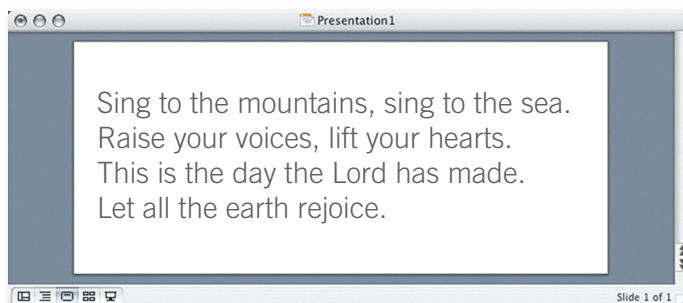 Presentation1
Sing to the mountains, sing to the sea.
Raise your voices, lift your hearts.
This is the day the Lord has made.
Let all the earth rejoice.
Slide 1 of 1